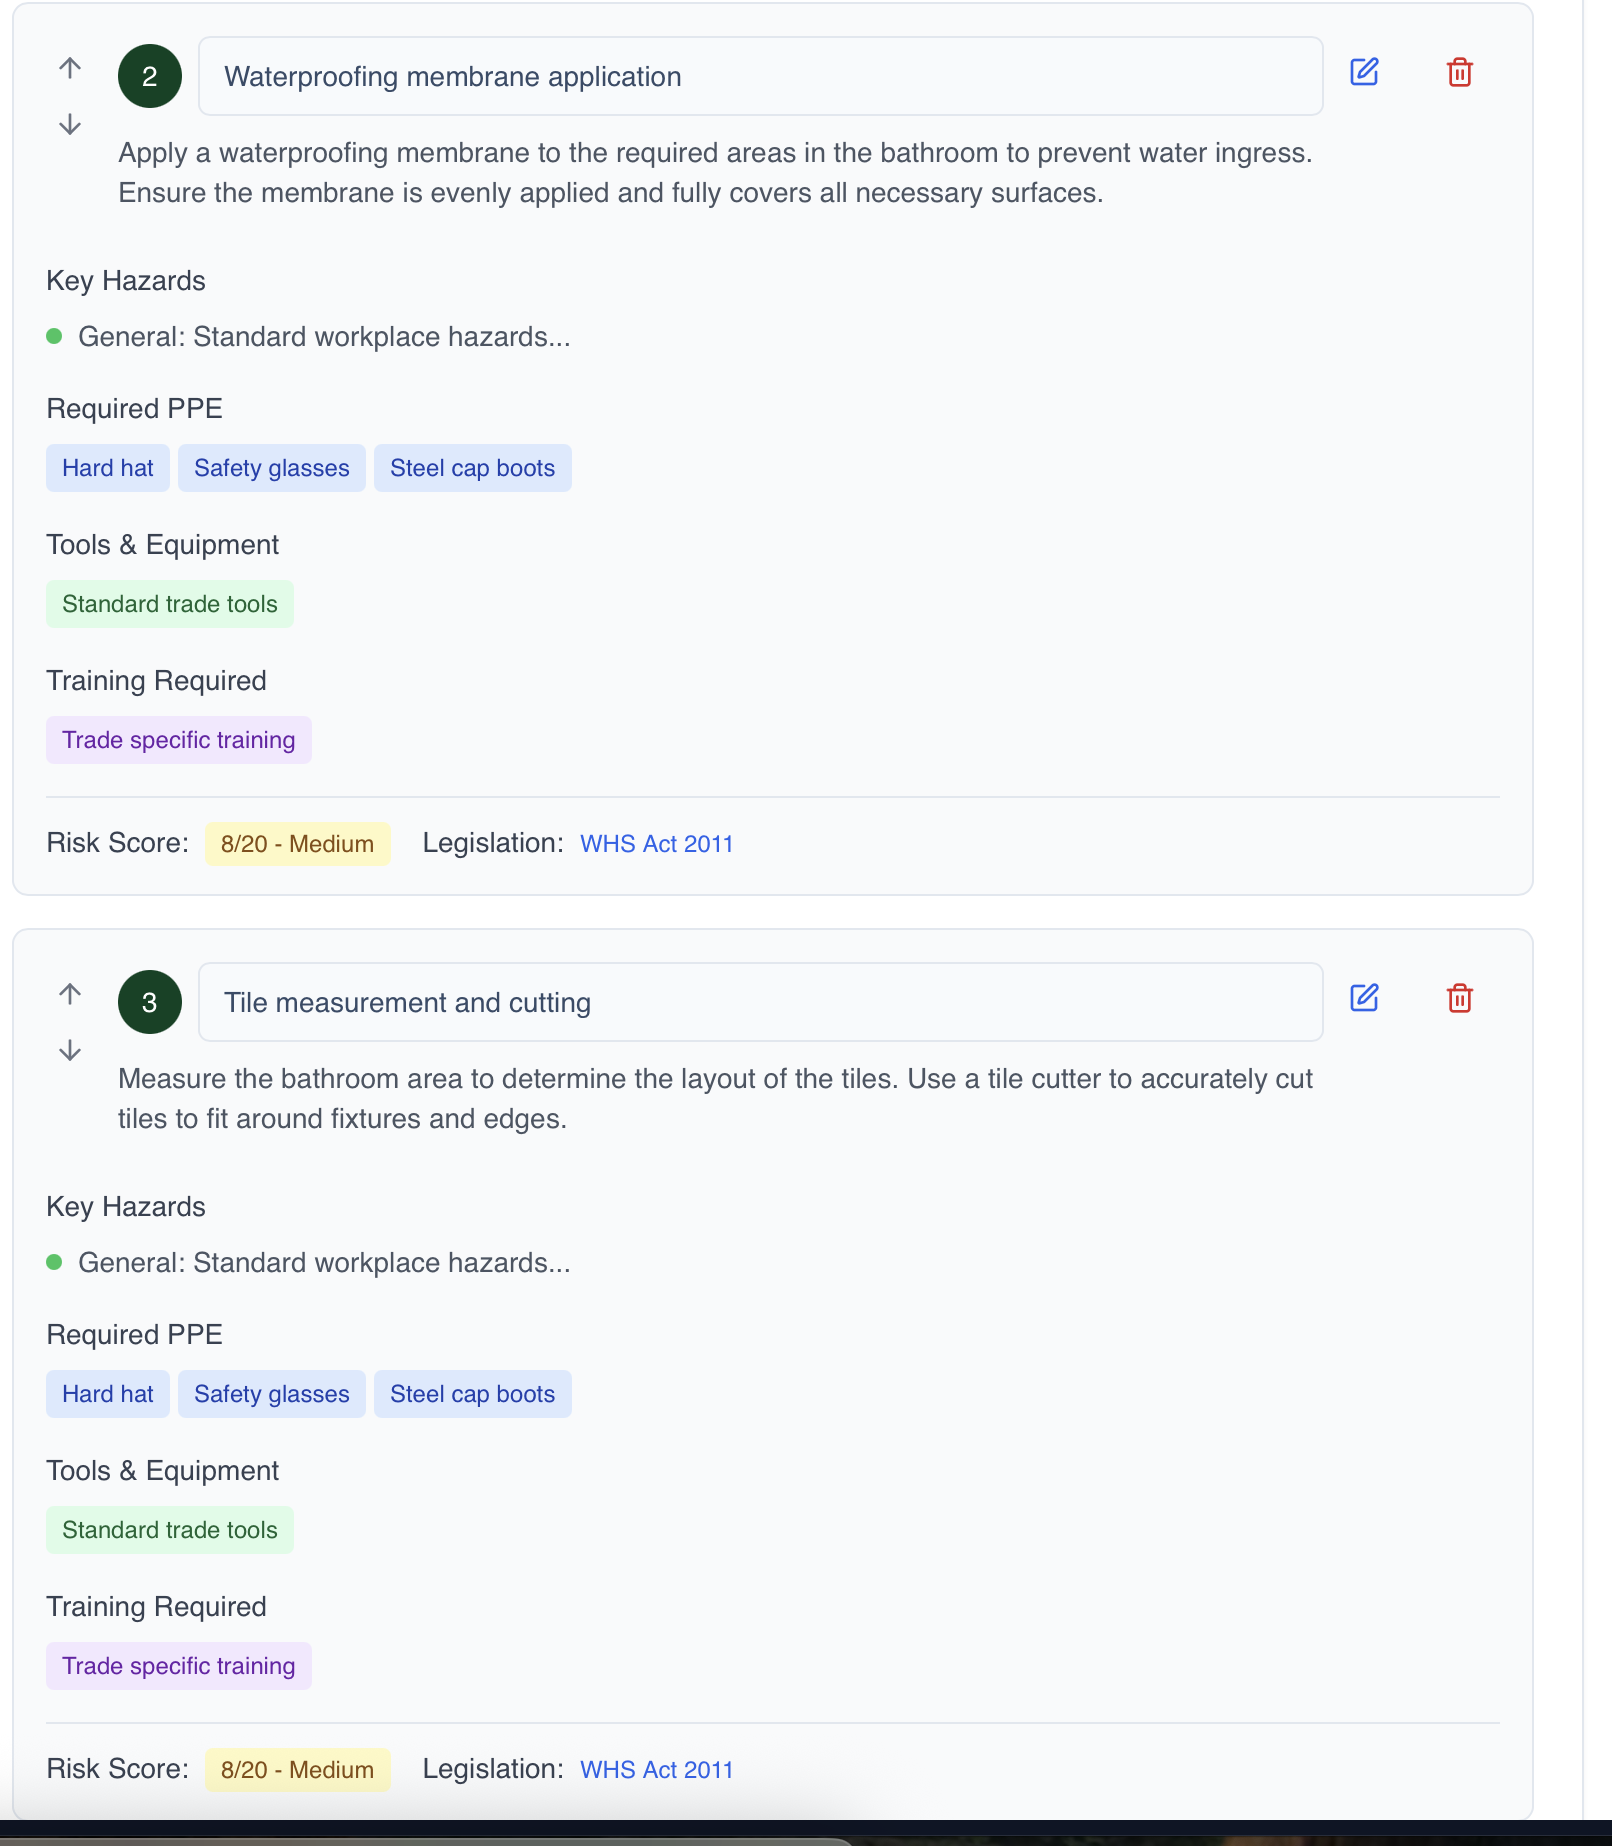 2
Waterproofing membrane application
Apply a waterproofing membrane to the required areas in the bathroom to prevent water ingress.
Ensure the membrane is evenly applied and fully covers all necessary surfaces.
Key Hazards
General: Standard workplace hazards...
Required PPE
Hard hat Safety glasses Steel cap boots
Tools & Equipment
Standard trade tools
Training Required
Trade specific training
Risk Score: 8/20 - Medium Legislation: WHS Act 2011
3
Tile measurement and cutting
Measure the bathroom area to determine the layout of the tiles. Use a tile cutter to accurately cut
tiles to fit around fixtures and edges.
Key Hazards
General: Standard workplace hazards...
Required PPE
Hard hat Safety glasses Steel cap boots
Tools & Equipment
Standard trade tools
Training Required
Trade specific training
Risk Score: 8/20 - Medium Legislation: WHS Act 2011